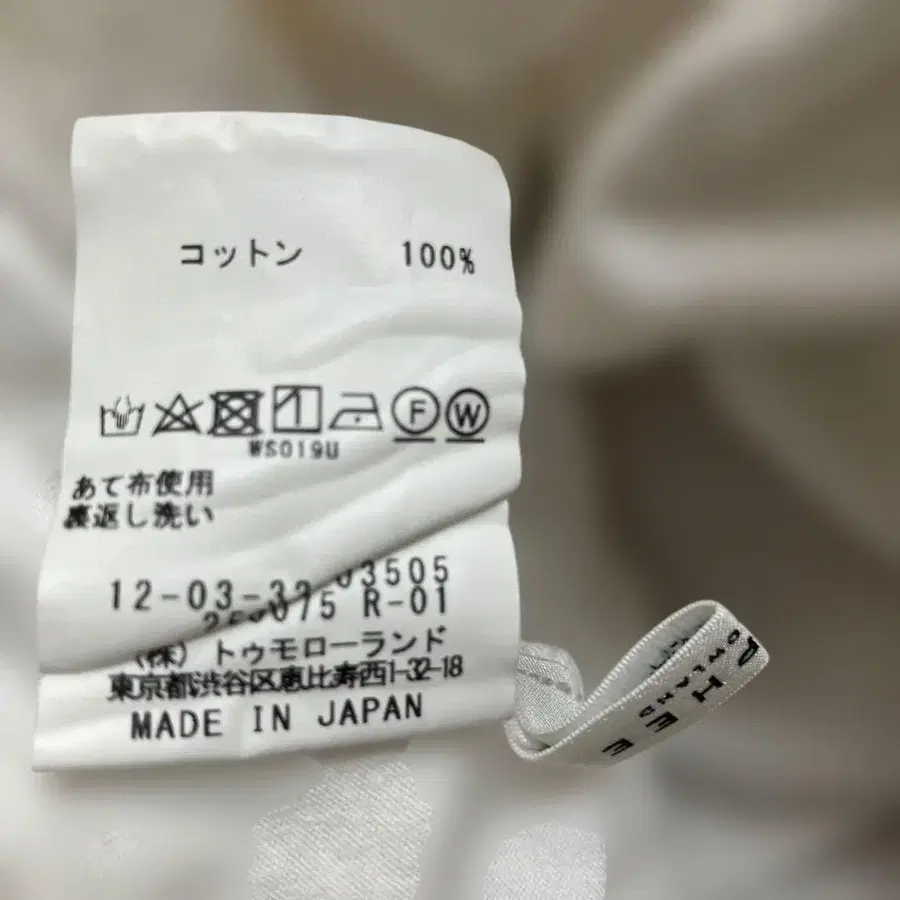 コットン 100%
F W
WS019U
あて布使用
裏返し洗い
12-03-33-03505
R-01
(株) トゥモローランド
東京都渋谷区恵比寿西1-32-18
MADE IN JAPAN